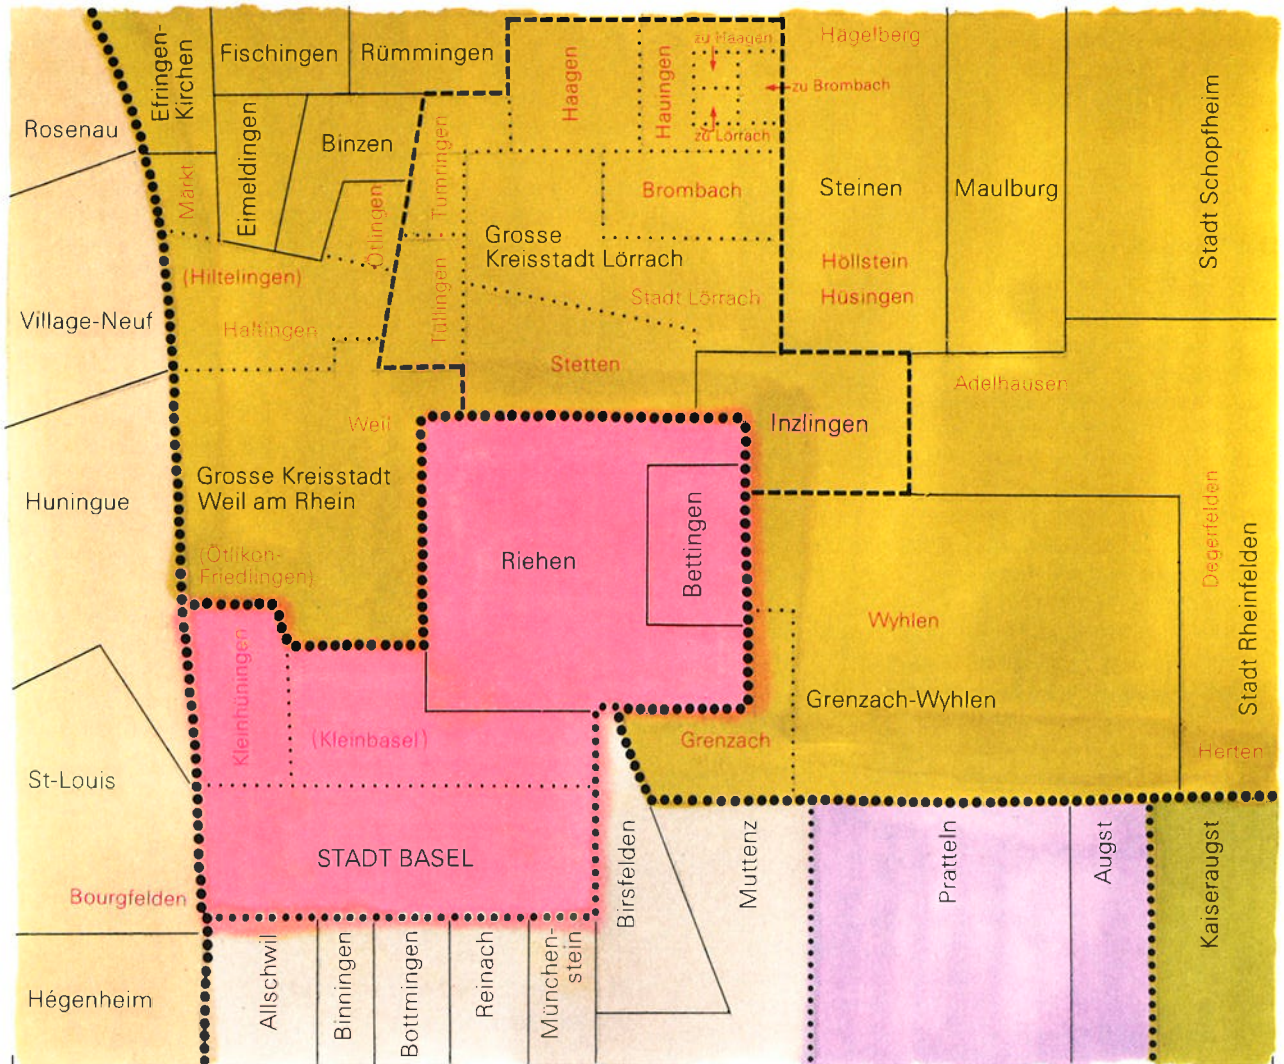 Efringen-
Kirchen
Fischingen
Rümmingen
Haagen
Hauingen
zu Haagen
Hägelberg
zu Brombach
zu Lörrach
Rosenau
Märkt
Eimeldingen
Binzen
Ötlingen
Tumringen
Brombach
Steinen
Maulburg
Stadt Schopfheim
Grosse
Kreisstadt Lörrach
(Hiltelingen)
Höllstein
Hüsingen
Stadt Lörrach
Village-Neuf
Haltingen
Tüllingen
Stetten
Adelhausen
Weil
Inzlingen
Grosse Kreisstadt
Weil am Rhein
Huningue
Riehen
Bettingen
Degerfelden
Stadt Rheinfelden
(Ötlikon-
Friedlingen)
Wyhlen
Kleinhüningen
(Kleinbasel)
Grenzach-Wyhlen
Grenzach
Herten
St-Louis
STADT BASEL
Birsfelden
Muttenz
Pratteln
Augst
Kaiseraugst
Bourgfelden
Hégenheim
Allschwil
Binningen
Bottmingen
Reinach
München-
stein